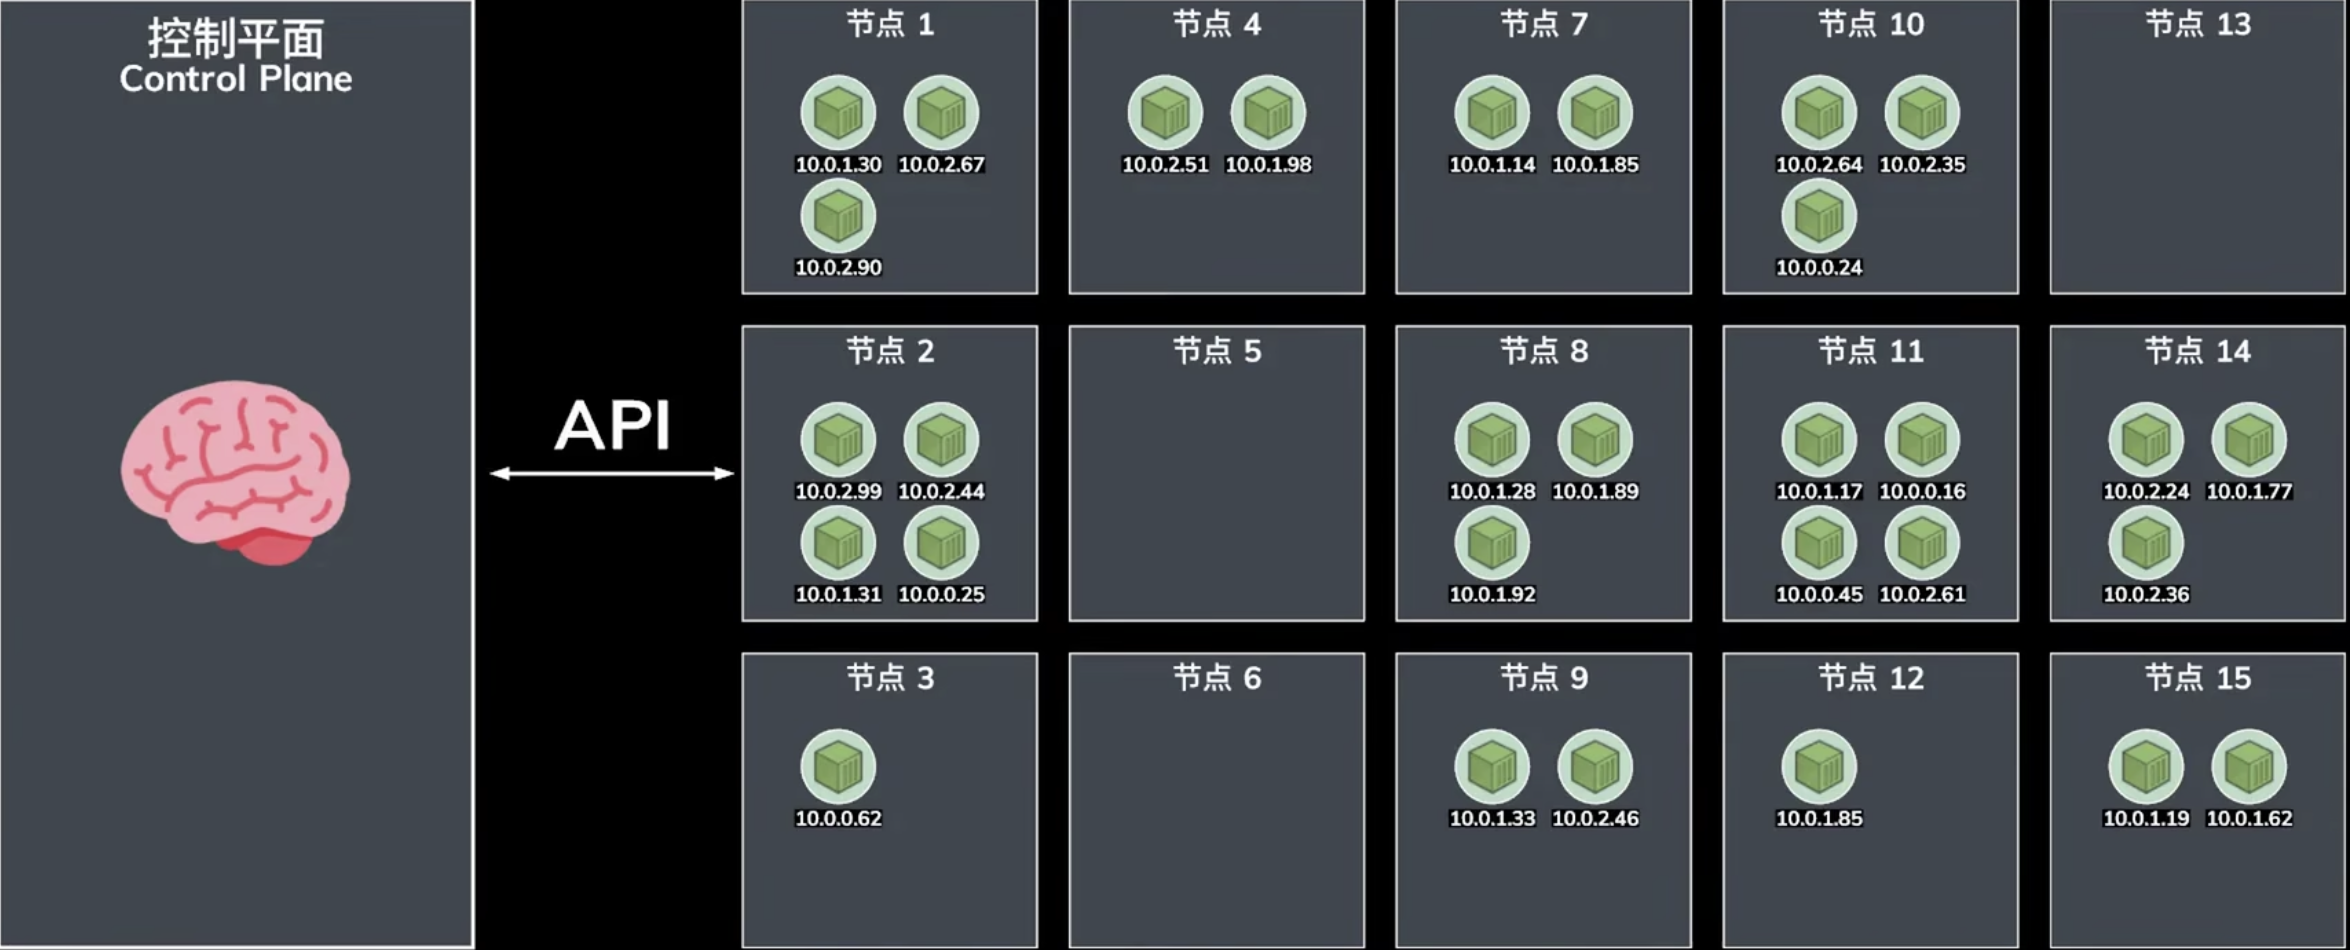 控制平面
Control Plane
API
节点 1
10.0.1.30 10.0.2.67
10.0.2.90
节点 4
10.0.2.51 10.0.1.98
节点 7
10.0.1.14 10.0.1.85
节点 10
10.0.2.64 10.0.2.35
10.0.0.24
节点 13
节点 2
10.0.2.99 10.0.2.44
10.0.1.31 10.0.0.25
节点 5
节点 8
10.0.1.28 10.0.1.89
10.0.1.92
节点 11
10.0.1.17 10.0.0.16
10.0.0.45 10.0.2.61
节点 14
10.0.2.24 10.0.1.77
10.0.2.36
节点 3
10.0.0.62
节点 6
节点 9
10.0.1.33 10.0.2.46
节点 12
10.0.1.85
节点 15
10.0.1.19 10.0.1.62